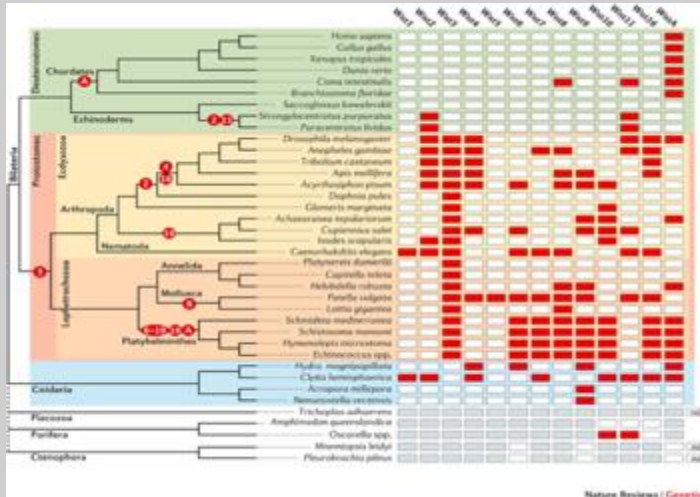 Wnt1 Wnt2 Wnt3 Wnt4 Wnt5 Wnt6 Wnt7 Wnt8 Wnt9 Wnt10 Wnt11 Wnt16 WntA
Homo sapiens
Gallus gallus
Xenopus tropicalis
Danio rerio
Ciona intestinalis
Branchiostoma floridae
Saccoglossus kowalevskii
Strongylocentrotus purpuratus
Paracentrotus lividus
Drosophila melanogaster
Anopheles gambiae
Tribolium castaneum
Apis mellifera
Acyrthosiphon pisum
Daphnia pulex
Glomeris marginata
Achaearanea tepidariorum
Cupiennius salei
Ixodes scapularis
Caenorhabditis elegans
Platynereis dumerilii
Capitella teleta
Helobdella robusta
Patella vulgata
Lottia gigantea
Schmidtea mediterranea
Schistosoma mansoni
Hymenolepis microstoma
Echinococcus spp.
Hydra magnipapillata
Clytia hemisphaerica
Acropora millepora
Nematostella vectensis
Trichoplax adhaerens
Amphimedon queenslandica
Oscarella spp.
Mnemiopsis leidyi
Pleurobrachia pileus
Bilateria
Deuterostomes
Chordates
Echinoderms
Protostomes
Ecdysozoa
Arthropoda
Nematoda
Lophotrochozoa
Annelida
Mollusca
Platyhelminthes
Cnidaria
Placozoa
Porifera
Ctenophora
Nature Reviews | Genetics